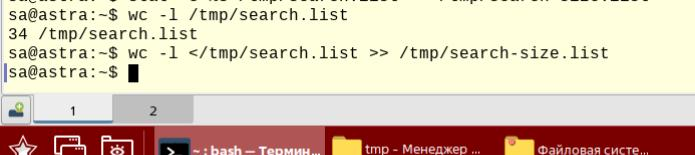 sa@astra:~$ wc -l /tmp/search.list
34 /tmp/search.list
sa@astra:~$ wc -l </tmp/search.list >> /tmp/search-size.list
sa@astra:~$
1 2
~ : bash — Термин... tmp - Менеджер ... Файловая систе...